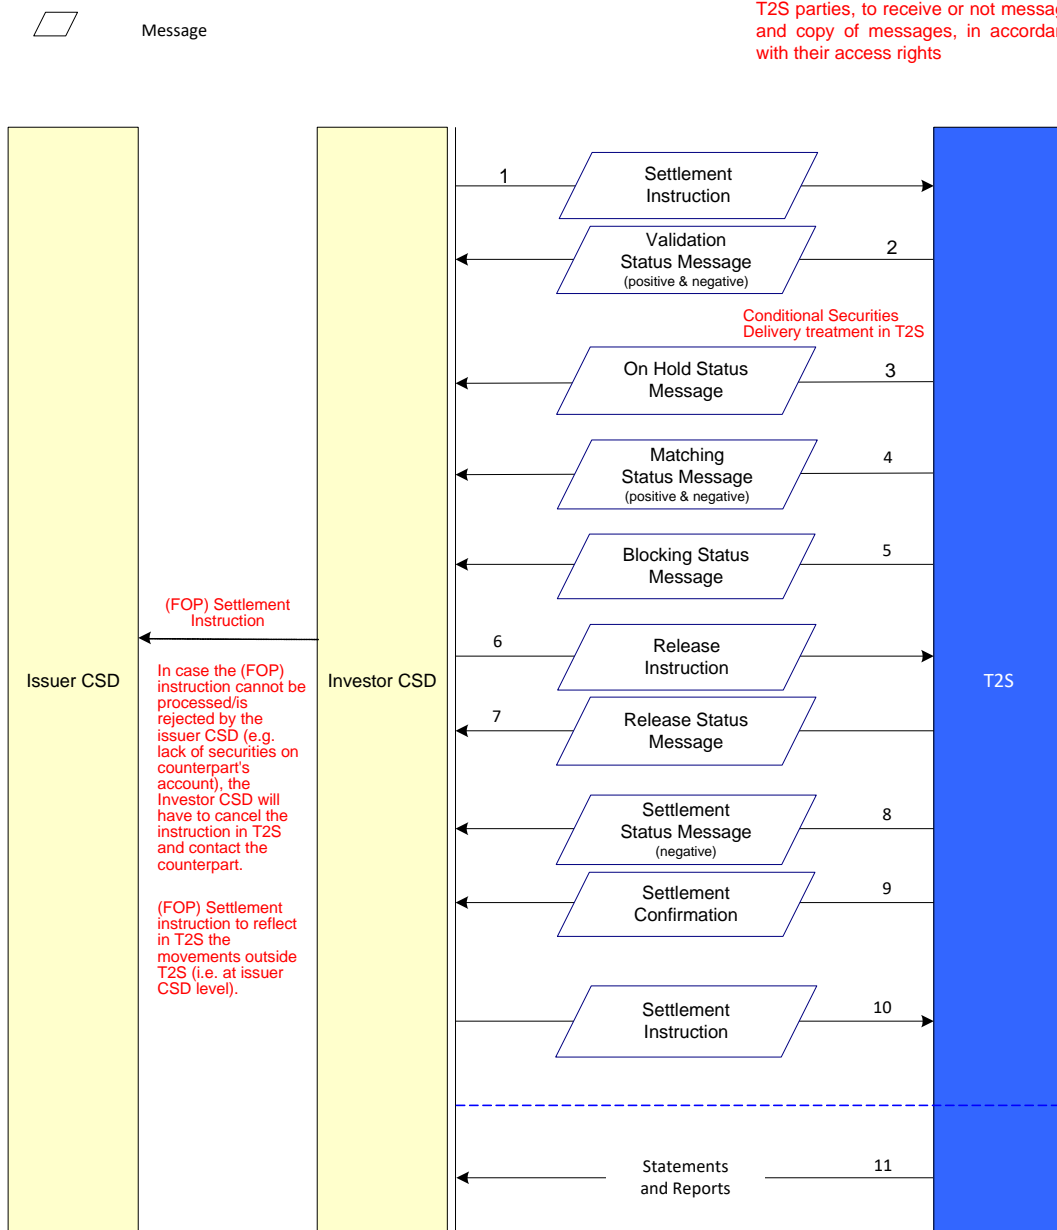 T2S parties, to receive or not
and copy of messages, in
with their access rights
Message
1
Settlement
Instruction
Validation
Status Message
(positive & negative)
2
Conditional Securities
Delivery treatment in T2S
On Hold Status
Message
3
Matching
Status Message
(positive & negative)
4
Blocking Status
Message
5
(FOP) Settlement
Instruction
6
Release
Instruction
Issuer CSD
In case the (FOP)
instruction cannot be
processed/is
rejected by the
issuer CSD (e.g.
lack of securities on
counterpart's
account), the
Investor CSD will
have to cancel the
instruction in T2S
and contact the
counterpart.
Investor CSD
T2S
7
Release Status
Message
Settlement
Status Message
(negative)
8
Settlement
Confirmation
9
(FOP) Settlement
instruction to reflect
in T2S the
movements outside
T2S (i.e. at issuer
CSD level).
Settlement
Instruction
10
Statements
and Reports
11